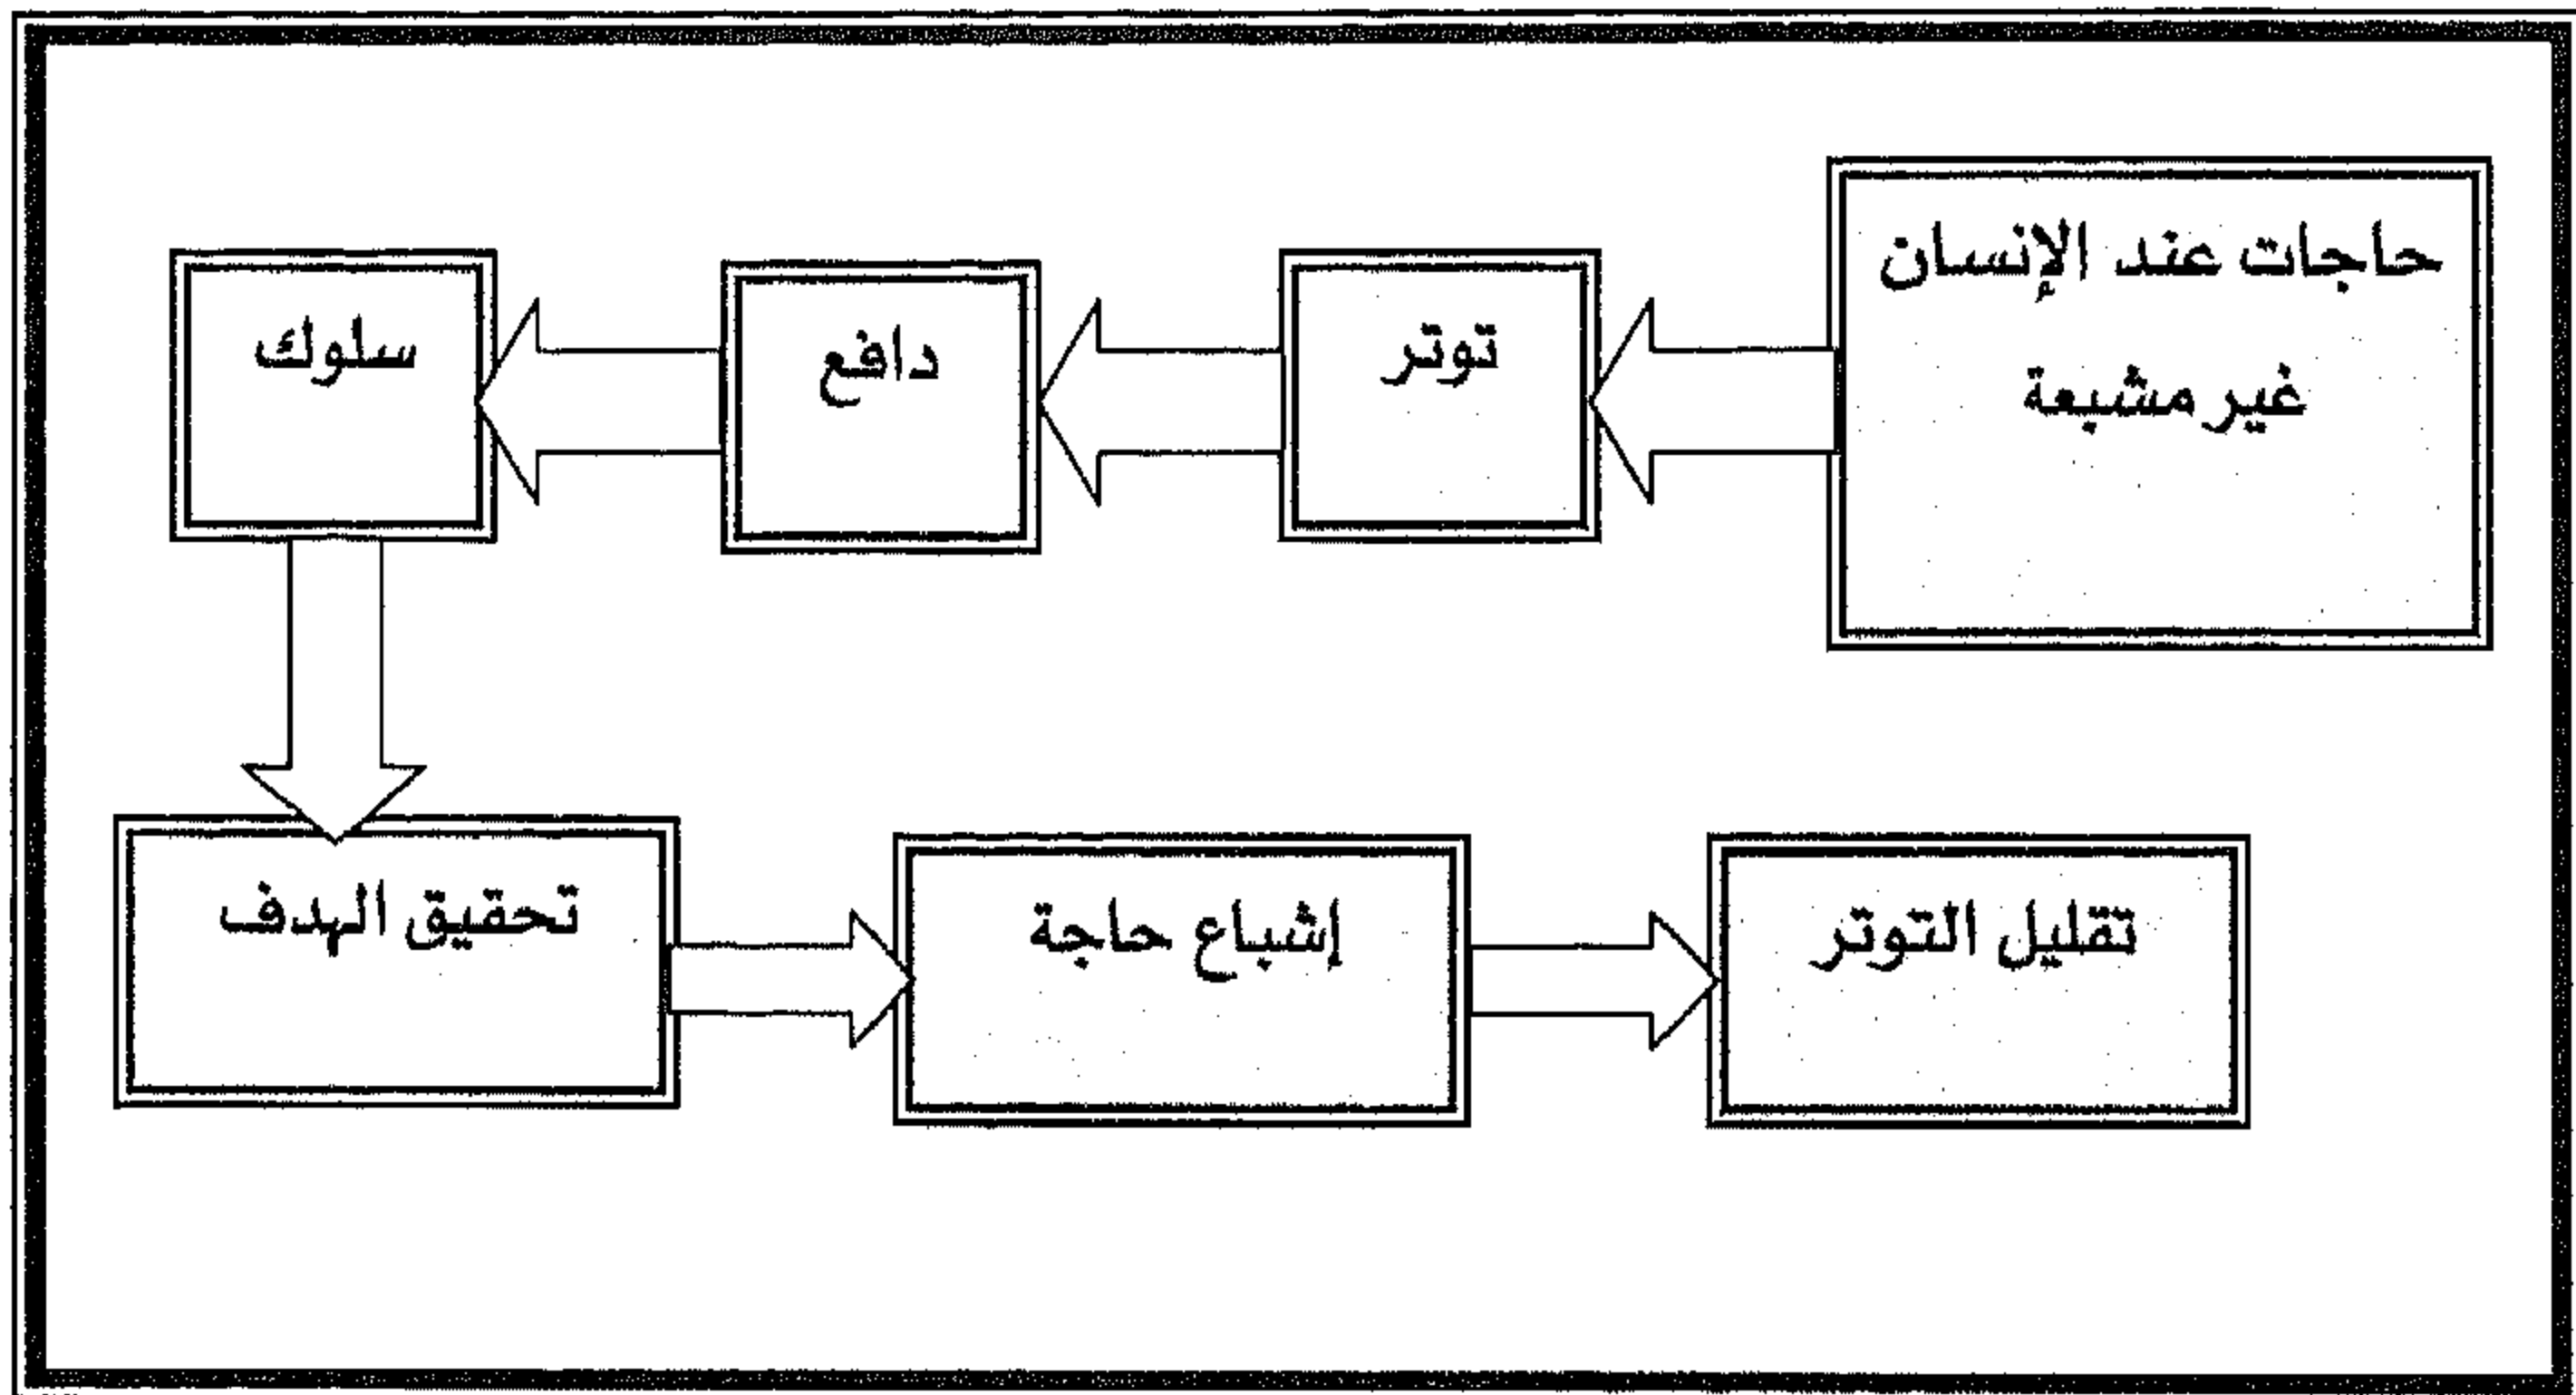 حاجات عند الإنسان
غير مشبعة
توتر
دافع
سلوك
تحقيق الهدف
إشباع حاجة
تقليل التوتر